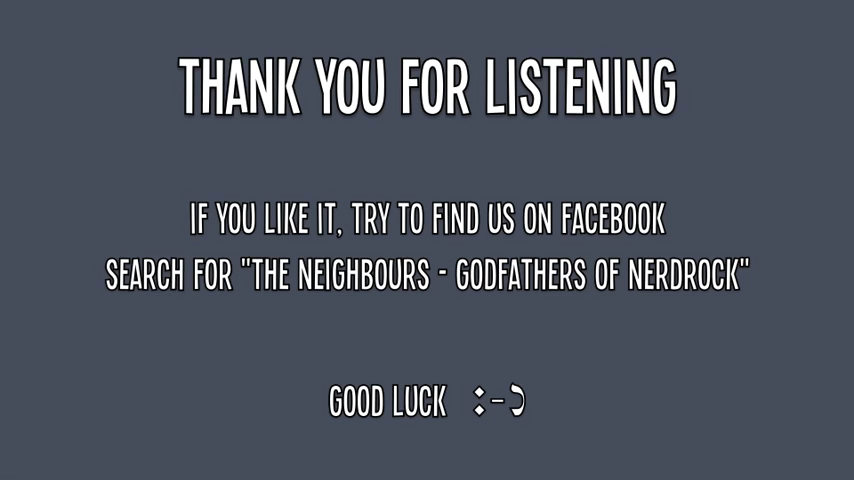 THANK YOU FOR LISTENING
IF YOU LIKE IT, TRY TO FIND US ON FACEBOOK
SEARCH FOR "THE NEIGHBOURS - GODFATHERS OF NERDROCK"
GOOD LUCK :-)